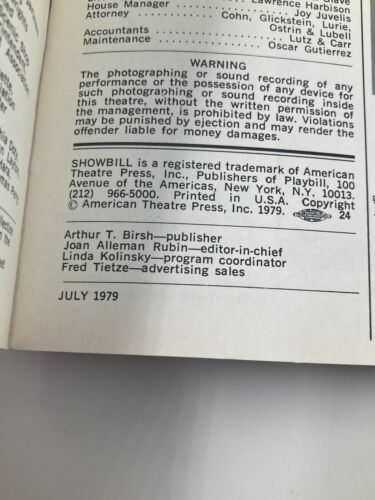 House Manager . . . . . . . . . . . . Lawrence Harbison
Joy Juvelis
Attorney . . . . . . . . . . Cohn, Glickstein, Lurie,
Ostrin & Lubell
Accountants . . . . . . . . . . . . . . . . Lutz & Carr
Maintenance . . . . . . . . . . . . . . Oscar Gutierrez
WARNING
The photographing or sound recording of any
performance or the possession of any device for
such photographing or sound recording inside
this theatre, without the written permission of
the management, is prohibited by law. Violations
may be punished by ejection and may render the
offender liable for money damages.
SHOWBILL is a registered trademark of American
Theatre Press, Inc., Publishers of Playbill, 100
Avenue of the Americas, New York, N.Y. 10013.
(212) 966-5000. Printed in U.S.A. Copyright
© American Theatre Press, Inc. 1979. 24
Arthur T. Birsh—publisher
Joan Alleman Rubin—editor-in-chief
Linda Kolinsky—program coordinator
Fred Tietze—advertising sales
JULY 1979